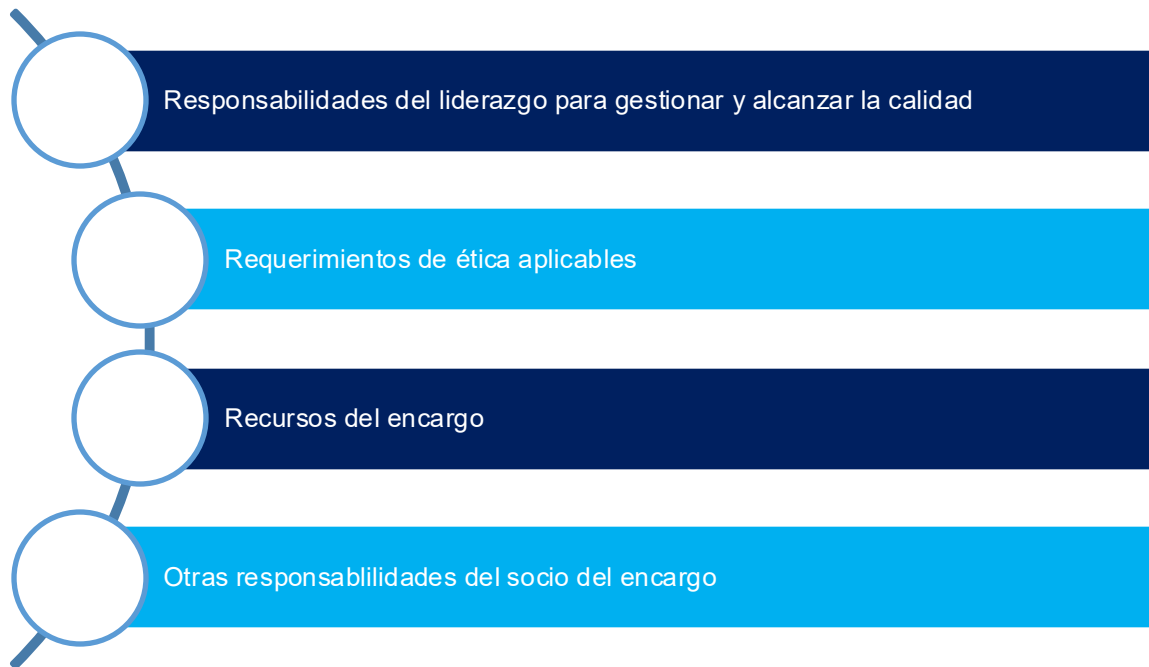 Responsabilidades del liderazgo para gestionar y alcanzar la calidad
Requerimientos de ética aplicables
Recursos del encargo
Otras responsablilidades del socio del encargo